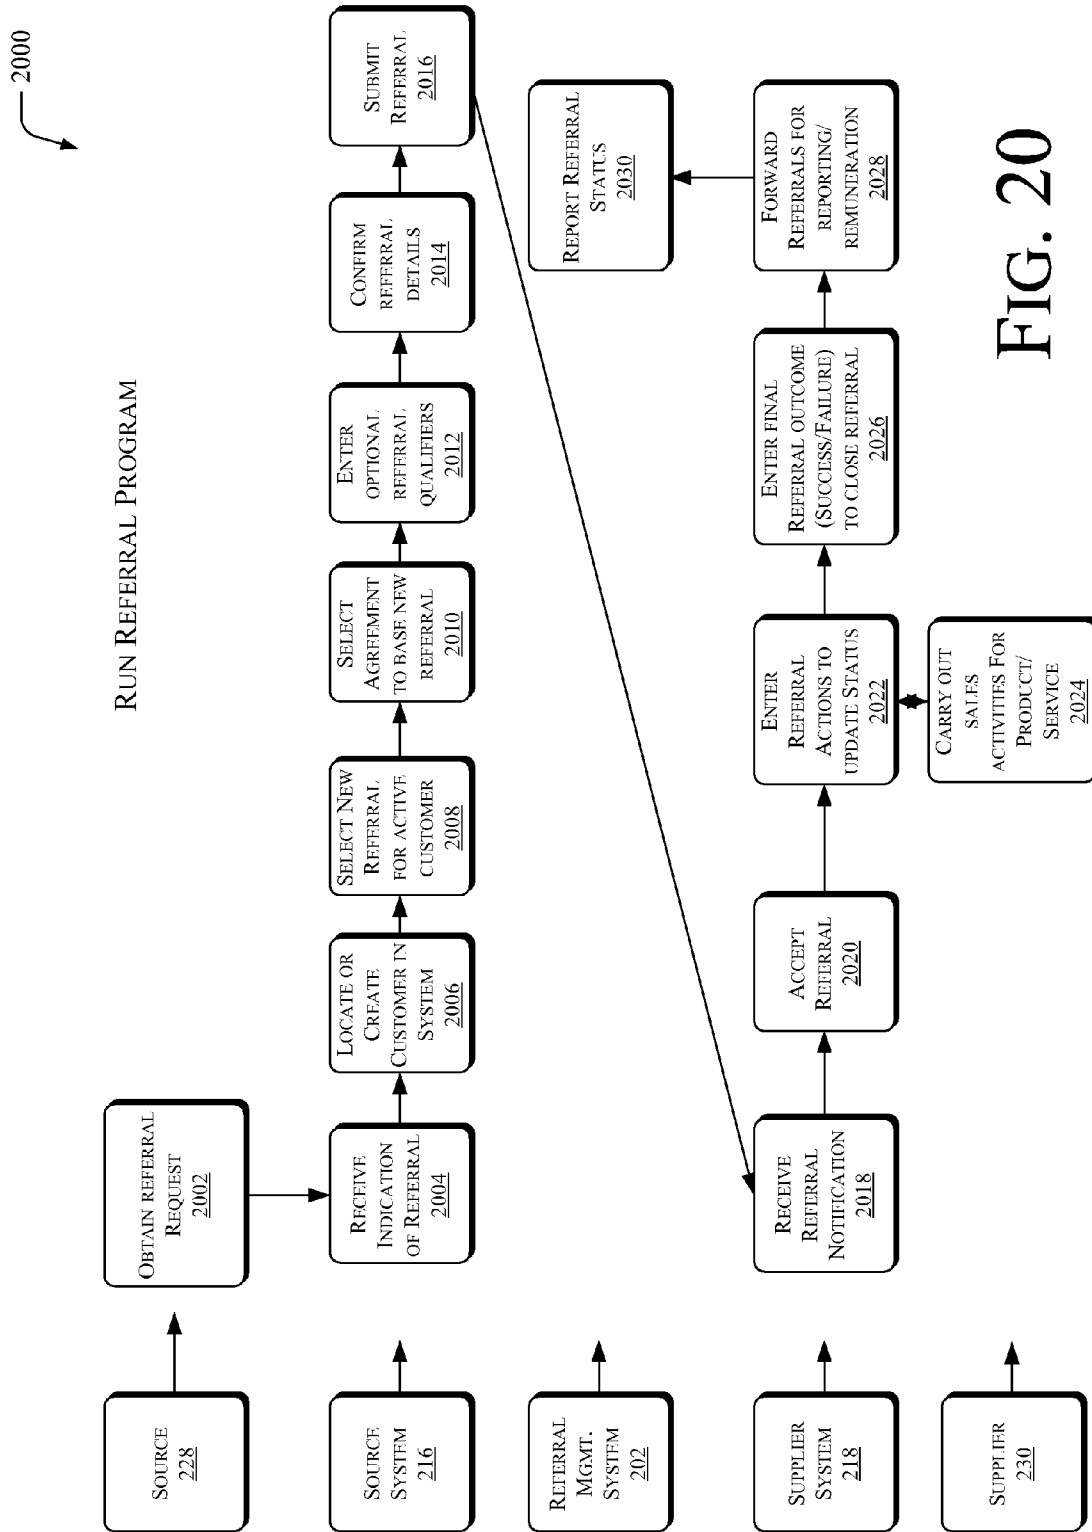 2000
RUN REFERRAL PROGRAM
SOURCE
228
OBTAIN REFERRAL
REQUEST
2002
SOURCE
SYSTEM
216
RECEIVE
INDICATION
OF REFERRAL
2004
LOCATE OR
CREATE
CUSTOMER IN
SYSTEM
2006
SELECT NEW
REFERRAL
FOR ACTIVE
CUSTOMER
2008
SELECT
AGREEMENT
TO BASE NEW
REFERRAL
2010
ENTER
OPTIONAL
REFERRAL
QUALIFIERS
2012
CONFIRM
REFERRAL
DETAILS
2014
SUBMIT
REFERRAL
2016
REFERRAL
MGMT.
SYSTEM
202
REPORT REFERRAL
STATUS
2030
SUPPLIER
SYSTEM
218
RECEIVE
REFERRAL
NOTIFICATION
2018
ACCEPT
REFERRAL
2020
ENTER
REFERRAL
ACTIONS TO
UPDATE STATUS
2022
ENTER FINAL
REFERRAL OUTCOME
(SUCCESS/FAILURE)
TO CLOSE REFERRAL
2026
FORWARD
REFERRALS FOR
REPORTING/
REMUNERATION
2028
SUPPLIER
230
CARRY OUT
SALES
ACTIVITIES FOR
PRODUCT/
SERVICE
2024
FIG. 20